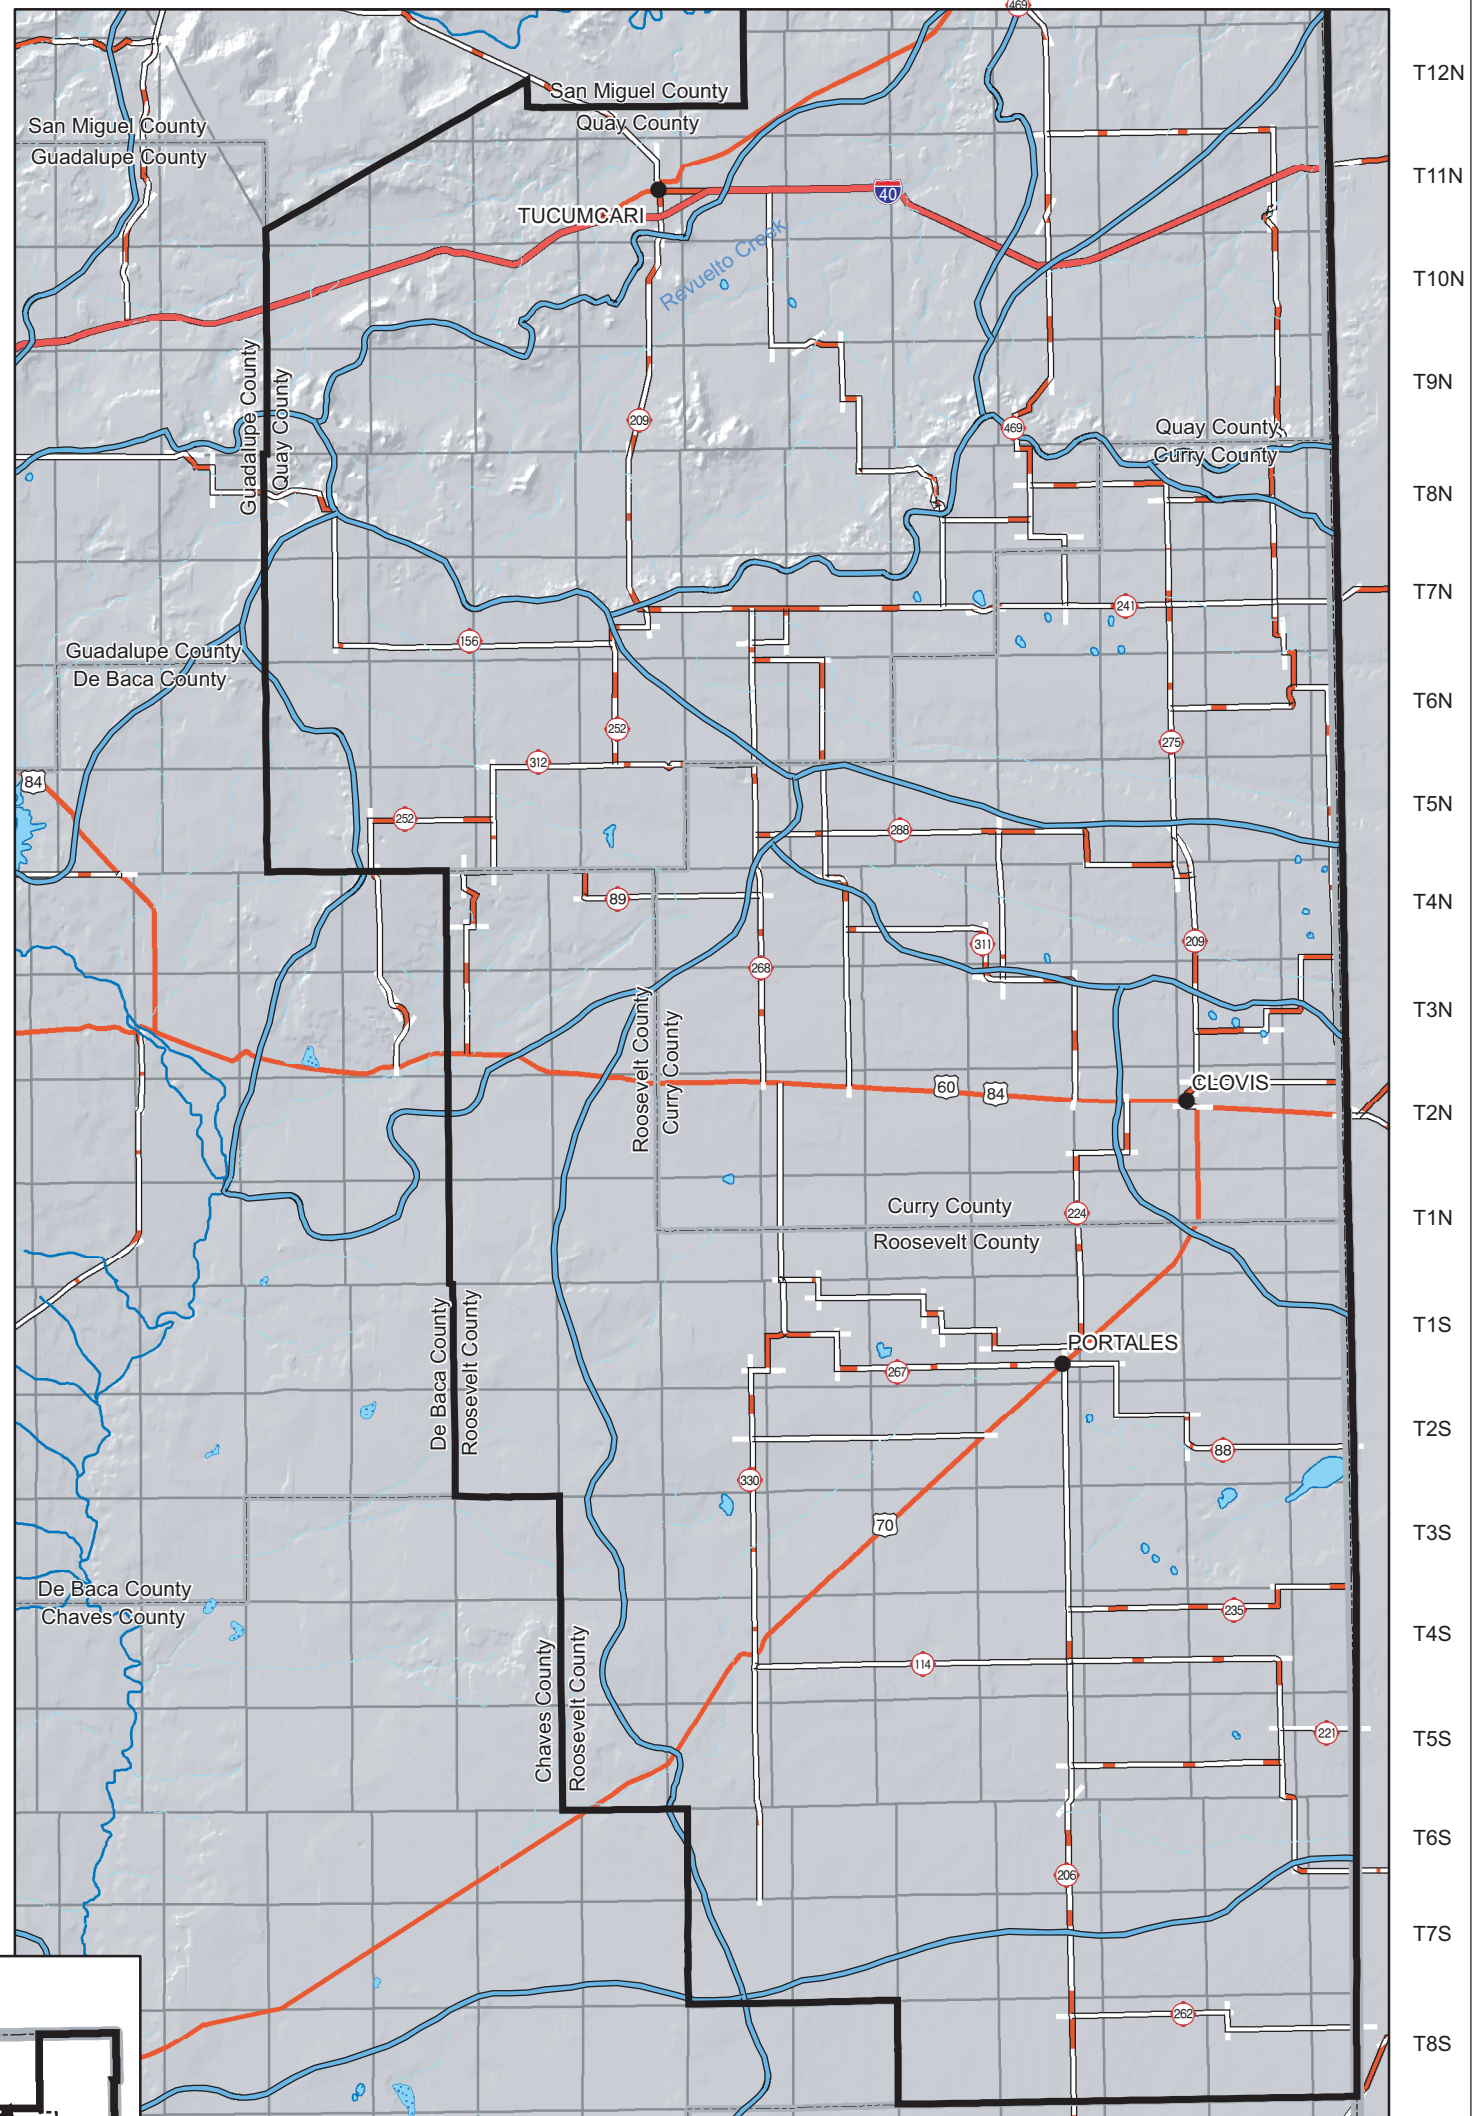 469
T12N
San Miguel County
Quay County
San Miguel County
Guadalupe County
T11N
40
TUCUMCARI
Revuelto Creek
T10N
Guadalupe County
Quay County
T9N
209
469
Quay County
Curry County
T8N
T7N
241
156
Guadalupe County
De Baca County
T6N
252
275
312
84
T5N
252
288
89
T4N
311
209
268
Roosevelt County
Curry County
T3N
60
84
CLOVIS
T2N
Curry County
Roosevelt County
224
T1N
De Baca County
Roosevelt County
T1S
PORTALES
267
T2S
88
330
70
T3S
De Baca County
Chaves County
235
T4S
Chaves County
Roosevelt County
114
221
T5S
T6S
206
T7S
262
T8S